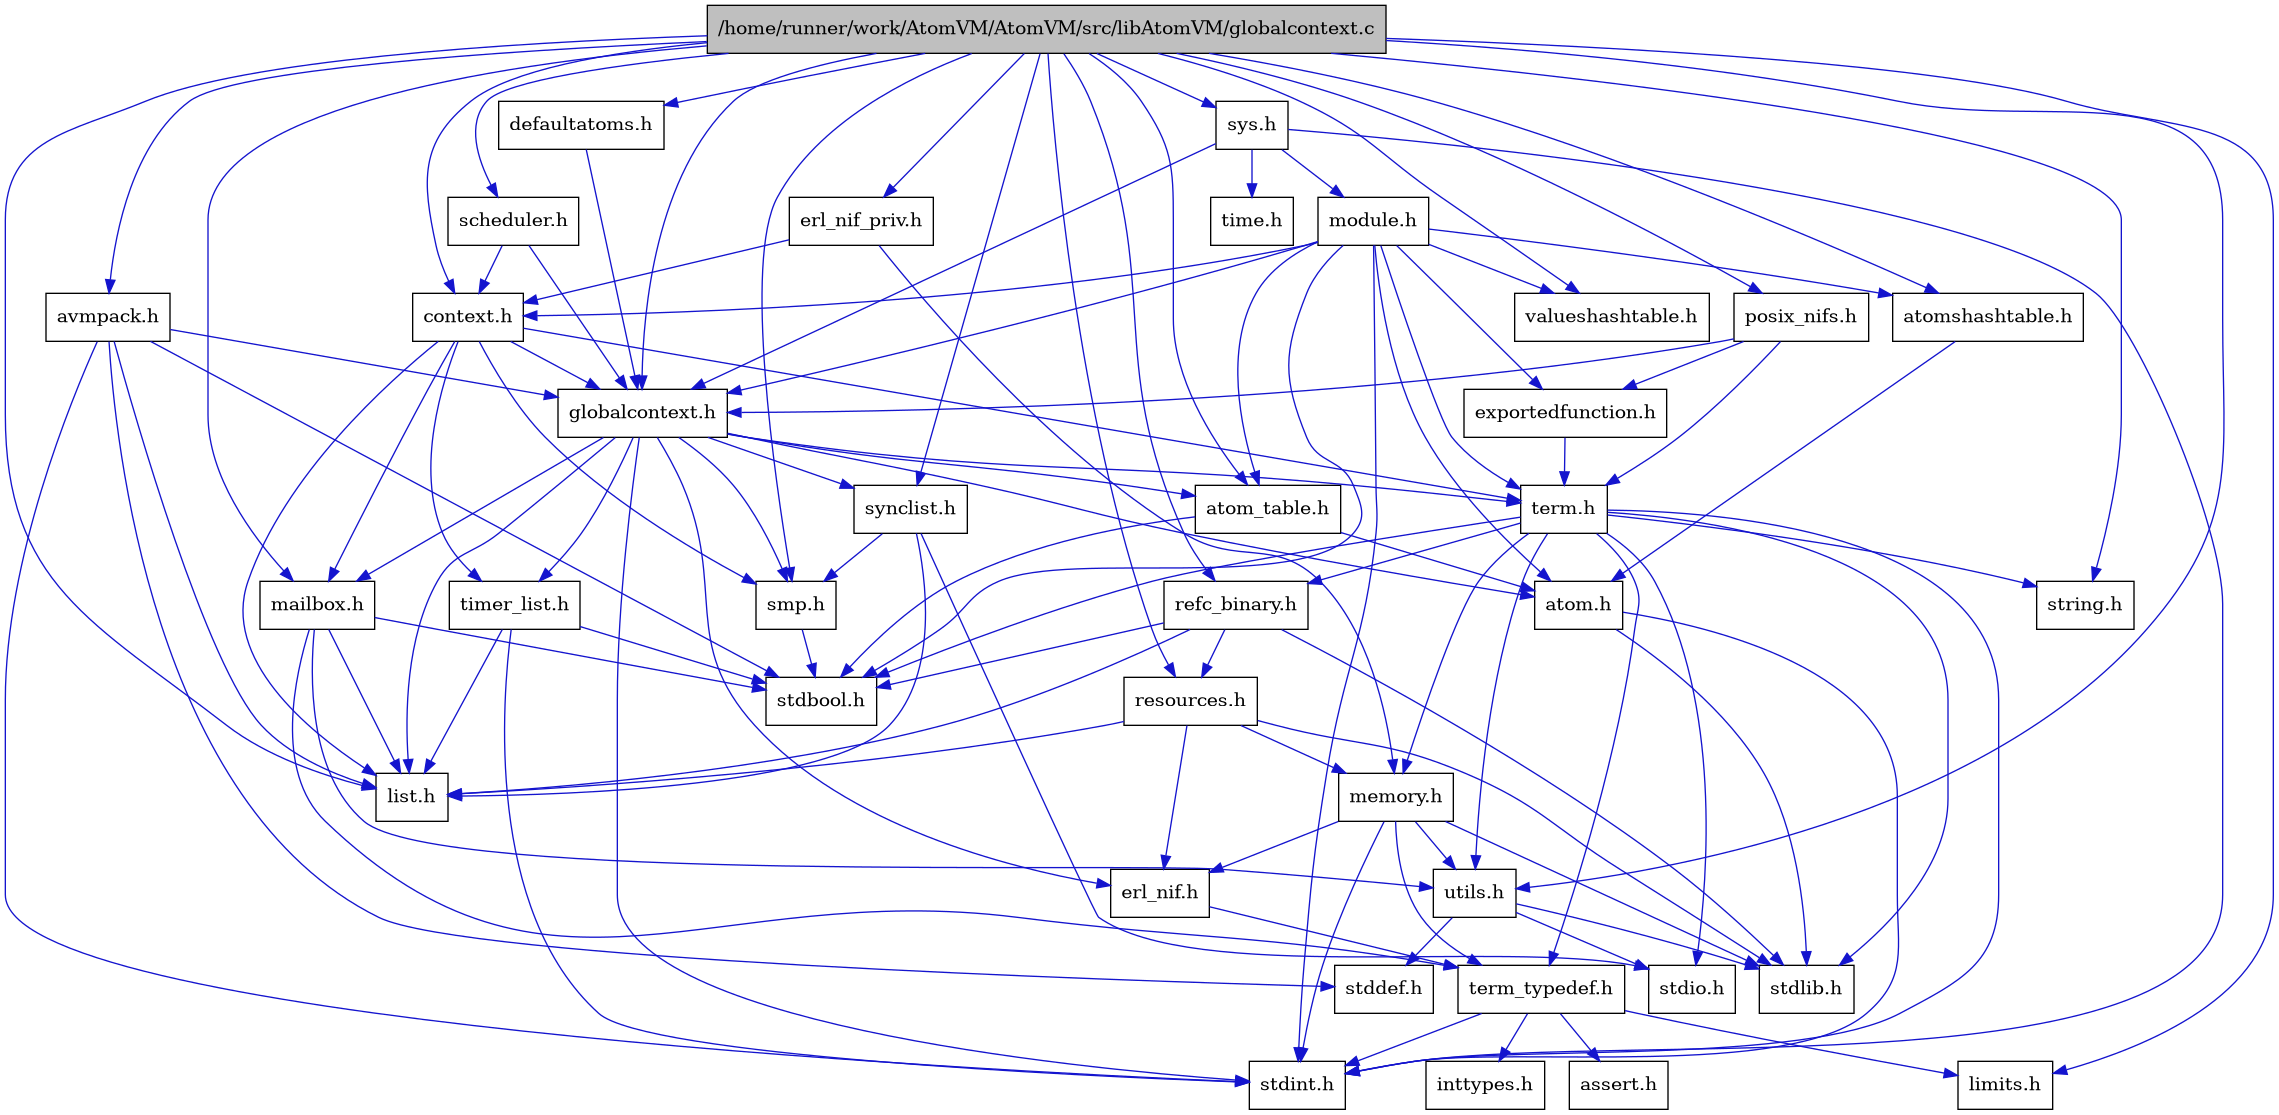 /home/runner/work/AtomVM/AtomVM/src/libAtomVM/globalcontext.c
defaultatoms.h
sys.h
scheduler.h
erl_nif_priv.h
time.h
module.h
avmpack.h
context.h
valueshashtable.h
posix_nifs.h
atomshashtable.h
globalcontext.h
exportedfunction.h
synclist.h
atom_table.h
term.h
mailbox.h
timer_list.h
smp.h
refc_binary.h
atom.h
string.h
stdbool.h
resources.h
list.h
memory.h
erl_nif.h
utils.h
stddef.h
term_typedef.h
stdio.h
stdlib.h
stdint.h
inttypes.h
assert.h
limits.h